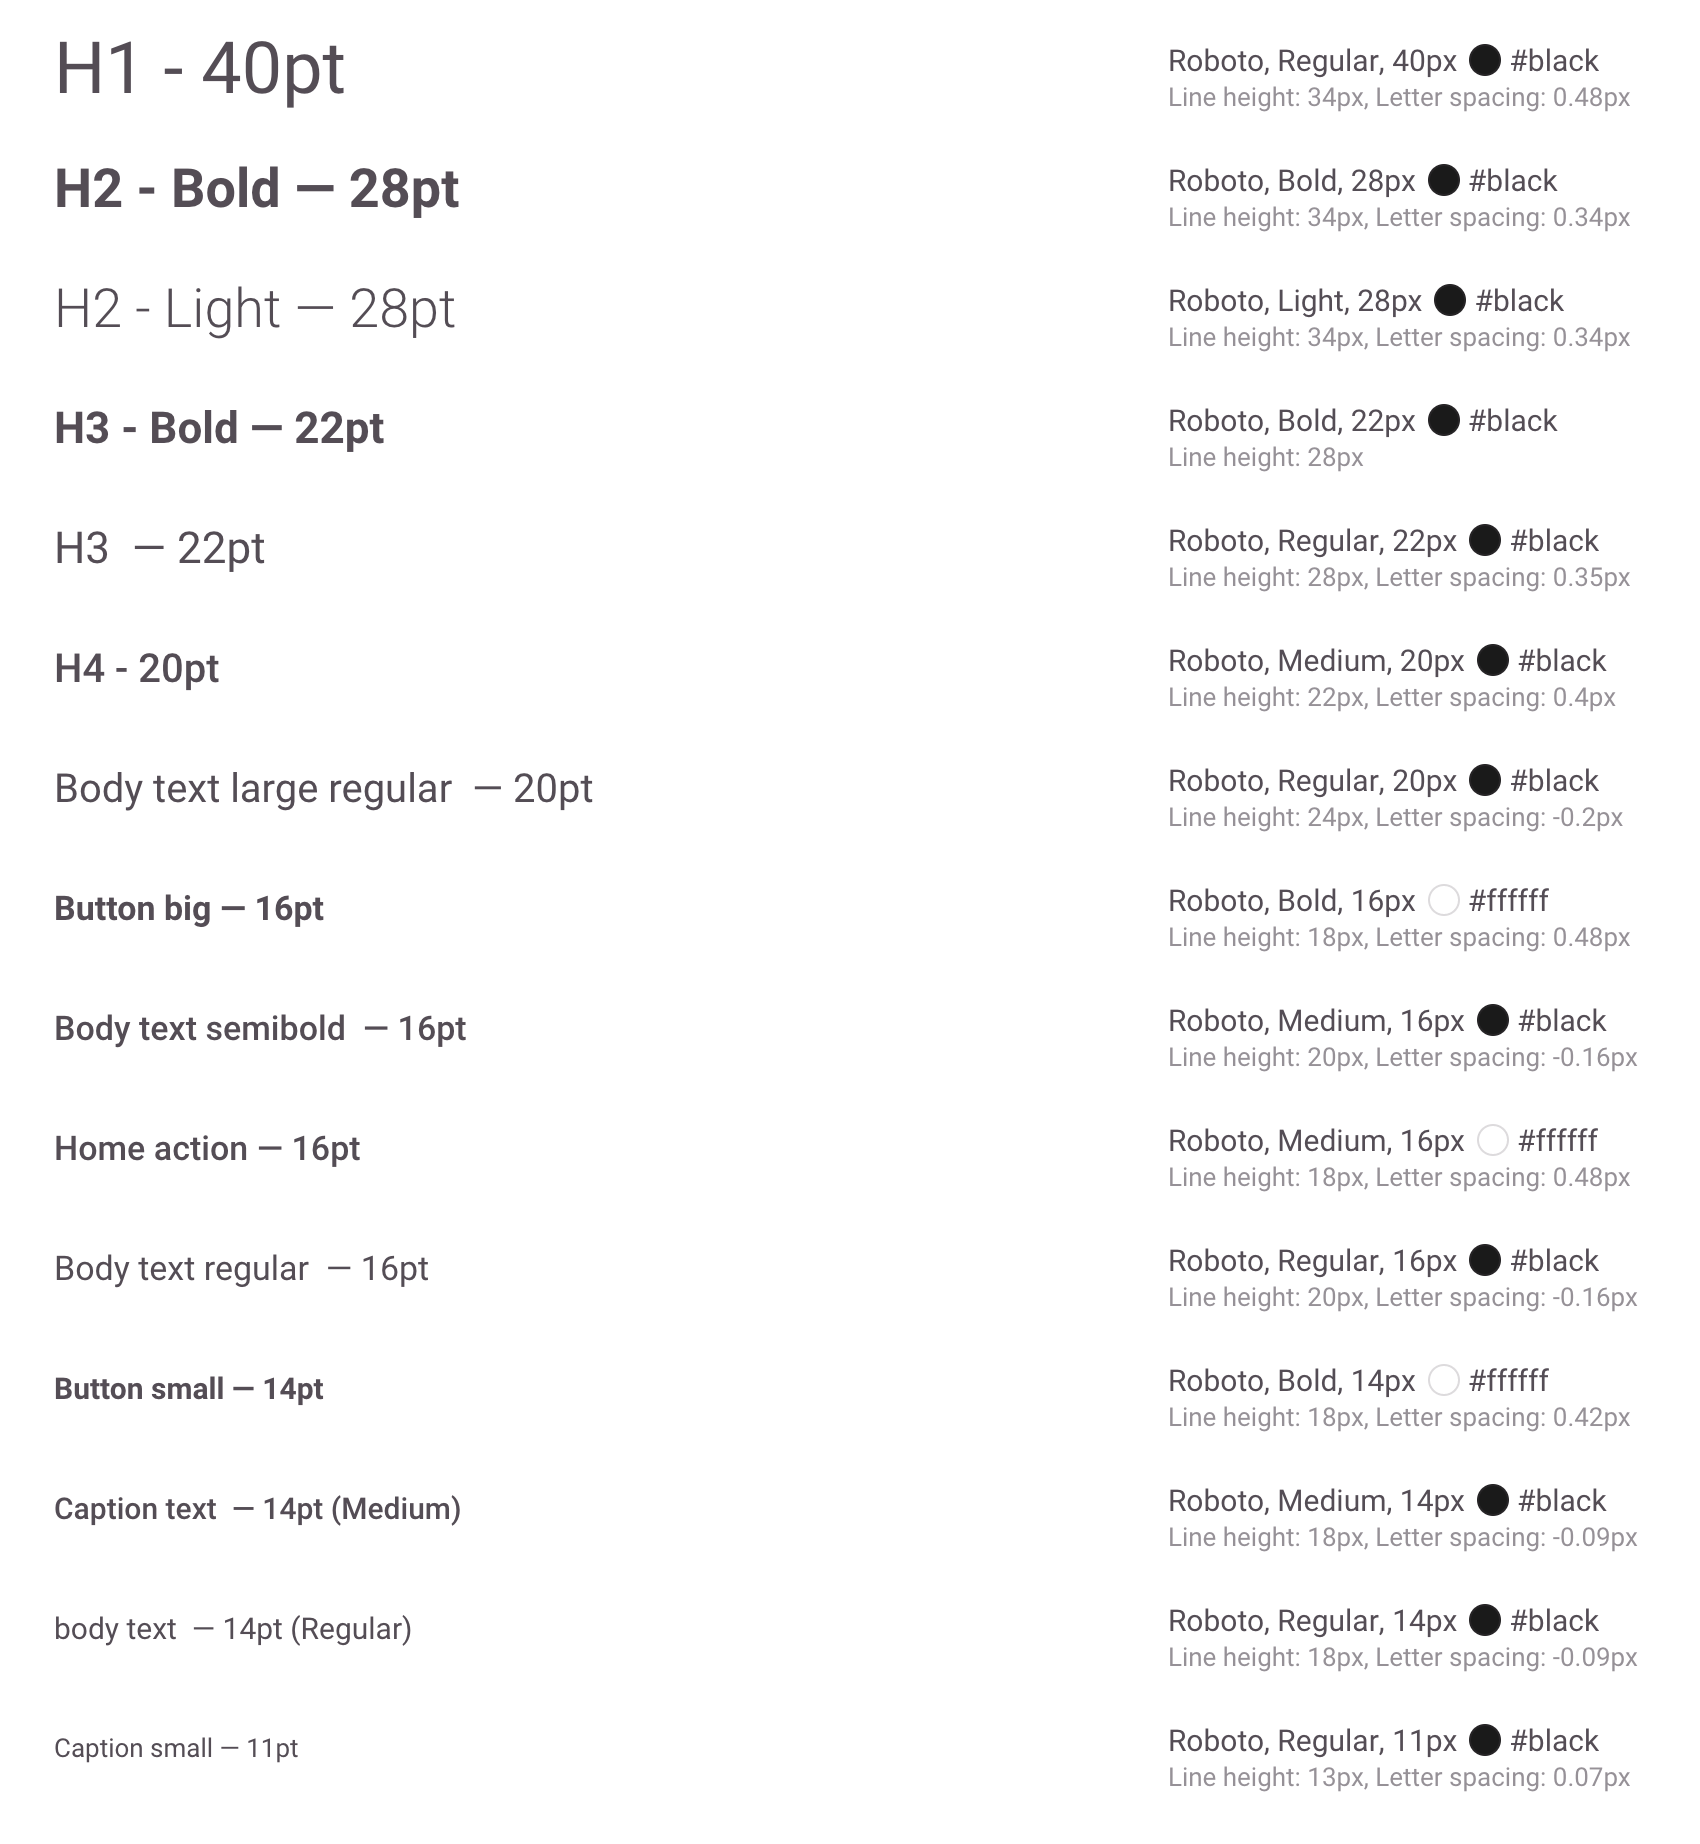 H1 - 40pt
Roboto, Regular, 40px #black
Line height: 34px, Letter spacing: 0.48px
H2 - Bold — 28pt
Roboto, Bold, 28px #black
Line height: 34px, Letter spacing: 0.34px
H2 - Light — 28pt
Roboto, Light, 28px #black
Line height: 34px, Letter spacing: 0.34px
H3 - Bold — 22pt
Roboto, Bold, 22px #black
Line height: 28px
H3 — 22pt
Roboto, Regular, 22px #black
Line height: 28px, Letter spacing: 0.35px
H4 - 20pt
Roboto, Medium, 20px #black
Line height: 22px, Letter spacing: 0.4px
Body text large regular — 20pt
Roboto, Regular, 20px #black
Line height: 24px, Letter spacing: -0.2px
Button big — 16pt
Roboto, Bold, 16px #ffffff
Line height: 18px, Letter spacing: 0.48px
Body text semibold — 16pt
Roboto, Medium, 16px #black
Line height: 20px, Letter spacing: -0.16px
Home action — 16pt
Roboto, Medium, 16px #ffffff
Line height: 18px, Letter spacing: 0.48px
Body text regular — 16pt
Roboto, Regular, 16px #black
Line height: 20px, Letter spacing: -0.16px
Button small — 14pt
Roboto, Bold, 14px #ffffff
Line height: 18px, Letter spacing: 0.42px
Caption text — 14pt (Medium)
Roboto, Medium, 14px #black
Line height: 18px, Letter spacing: -0.09px
body text — 14pt (Regular)
Roboto, Regular, 14px #black
Line height: 18px, Letter spacing: -0.09px
Caption small — 11pt
Roboto, Regular, 11px #black
Line height: 13px, Letter spacing: 0.07px